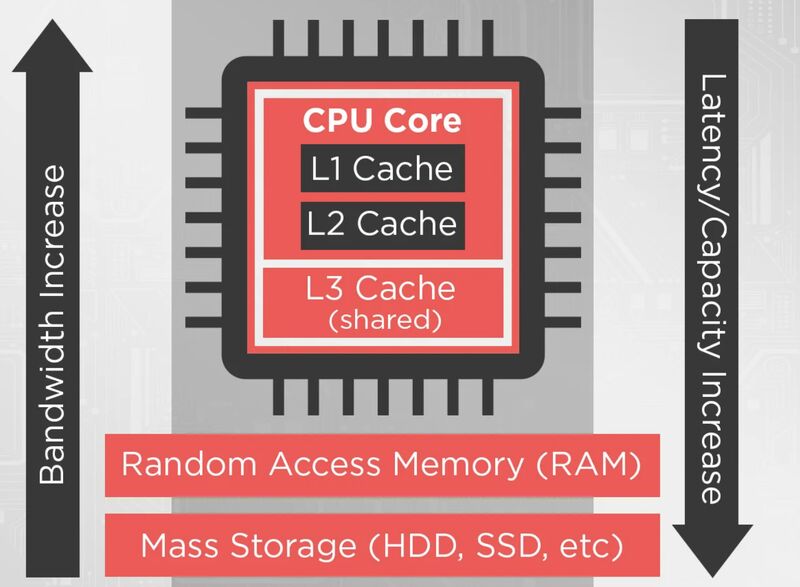 Bandwidth Increase
CPU Core
L1 Cache
L2 Cache
L3 Cache
(shared)
Latency/Capacity Increase
Random Access Memory (RAM)
Mass Storage (HDD, SSD, etc)